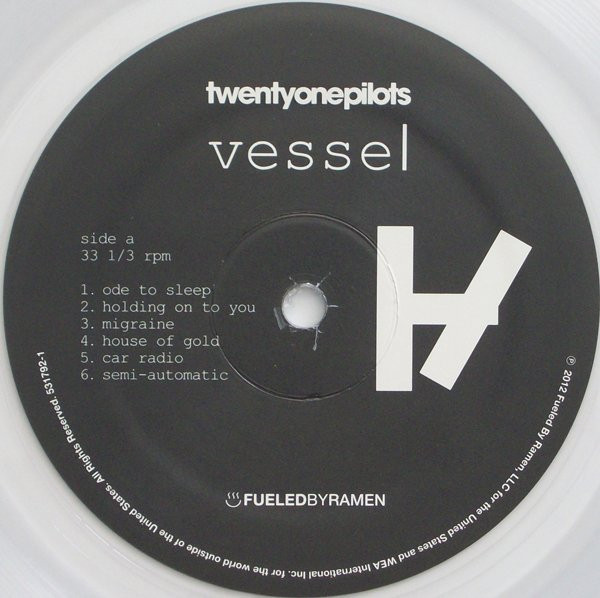 twentyonepilots
vessel
side a
33 1/3 rpm
1. ode to sleep
2. holding on to you
3. migraine
4. house of gold
5. car radio
6. semi-automatic
FUELEDBYRAMEN
℗ 2012 Fueled By Ramen, LLC for the United States and WEA International Inc. for the world outside of the United States. All Rights Reserved. 531792-1